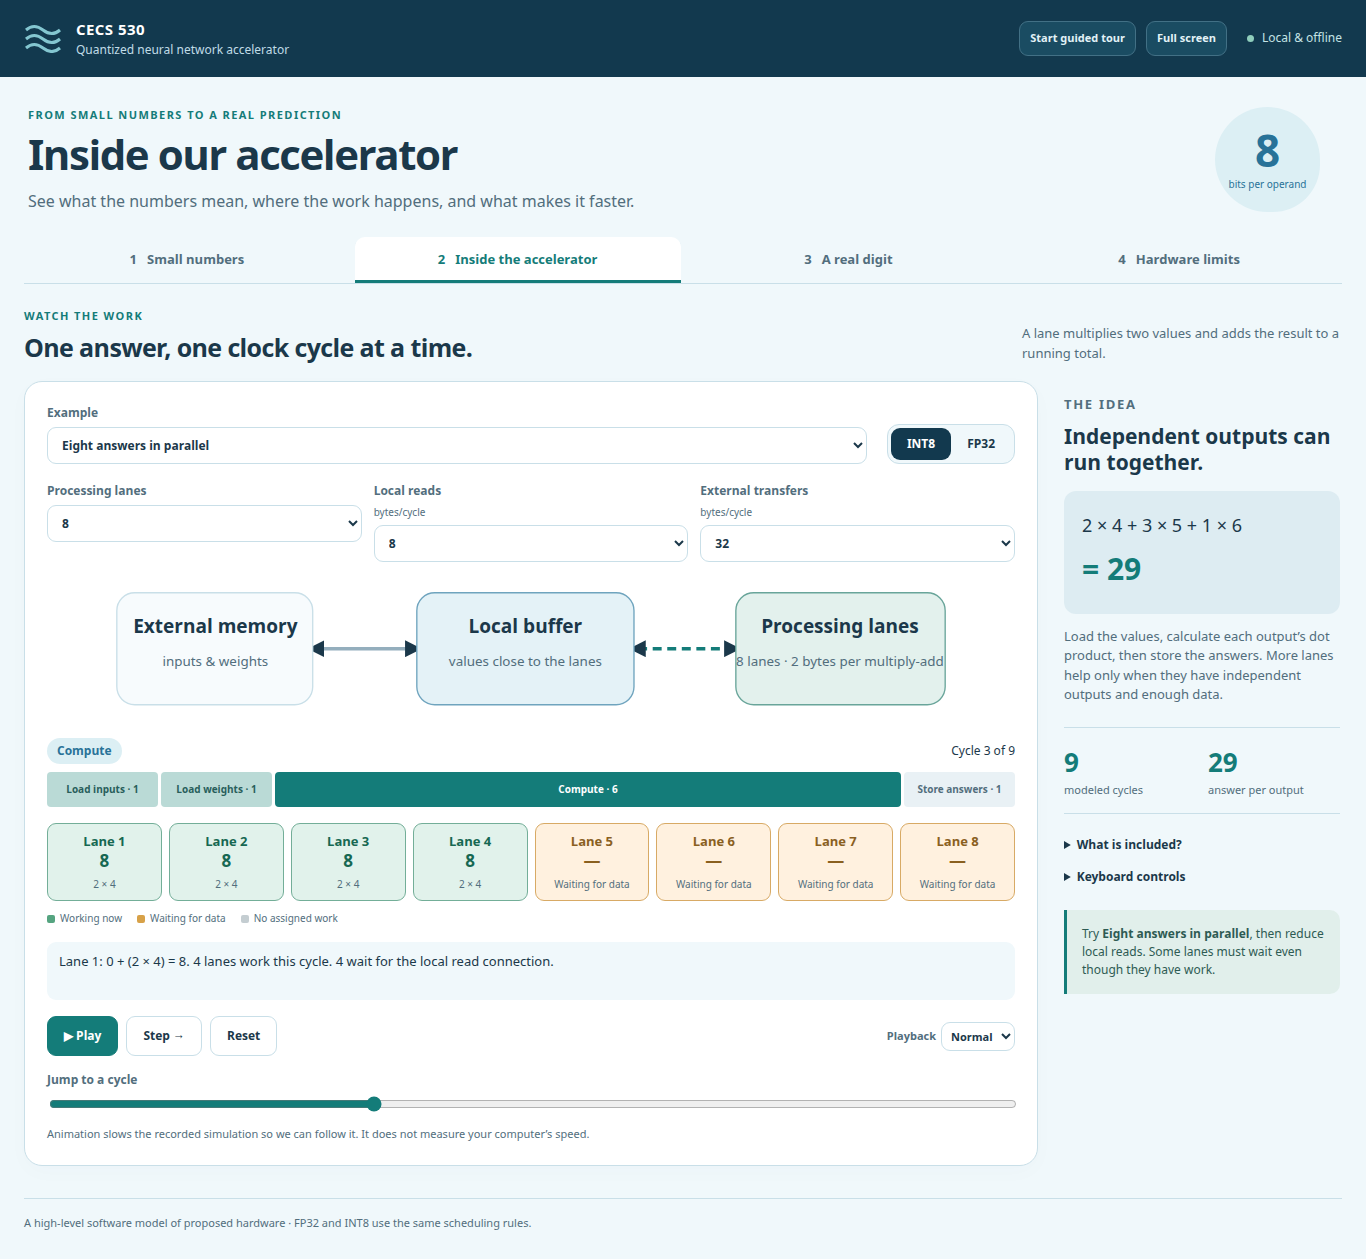 CECS 530
Quantized neural network accelerator
Start guided tour
Full screen
Local & offline
FROM SMALL NUMBERS TO A REAL PREDICTION
Inside our accelerator
See what the numbers mean, where the work happens, and what makes it faster.
8
bits per operand
1 Small numbers
2 Inside the accelerator
3 A real digit
4 Hardware limits
WATCH THE WORK
One answer, one clock cycle at a time.
A lane multiplies two values and adds the result to a
running total.
Example
Eight answers in parallel
INT8
FP32
Processing lanes
8
Local reads
bytes/cycle
8
External transfers
bytes/cycle
32
External memory
inputs & weights
Local buffer
values close to the lanes
Processing lanes
8 lanes · 2 bytes per multiply-add
Compute
Cycle 3 of 9
Load inputs · 1
Load weights · 1
Compute · 6
Store answers · 1
Lane 1
8
2 × 4
Lane 2
8
2 × 4
Lane 3
8
2 × 4
Lane 4
8
2 × 4
Lane 5
—
Waiting for data
Lane 6
—
Waiting for data
Lane 7
—
Waiting for data
Lane 8
—
Waiting for data
Working now
Waiting for data
No assigned work
Lane 1: 0 + (2 × 4) = 8. 4 lanes work this cycle. 4 wait for the local read connection.
▶ Play
Step →
Reset
Playback
Normal
Jump to a cycle
Animation slows the recorded simulation so we can follow it. It does not measure your computer's speed.
THE IDEA
Independent outputs can
run together.
2 × 4 + 3 × 5 + 1 × 6
= 29
Load the values, calculate each output's dot
product, then store the answers. More lanes
help only when they have independent
outputs and enough data.
9
modeled cycles
29
answer per output
▶ What is included?
▶ Keyboard controls
Try Eight answers in parallel, then reduce
local reads. Some lanes must wait even
though they have work.
A high-level software model of proposed hardware · FP32 and INT8 use the same scheduling rules.